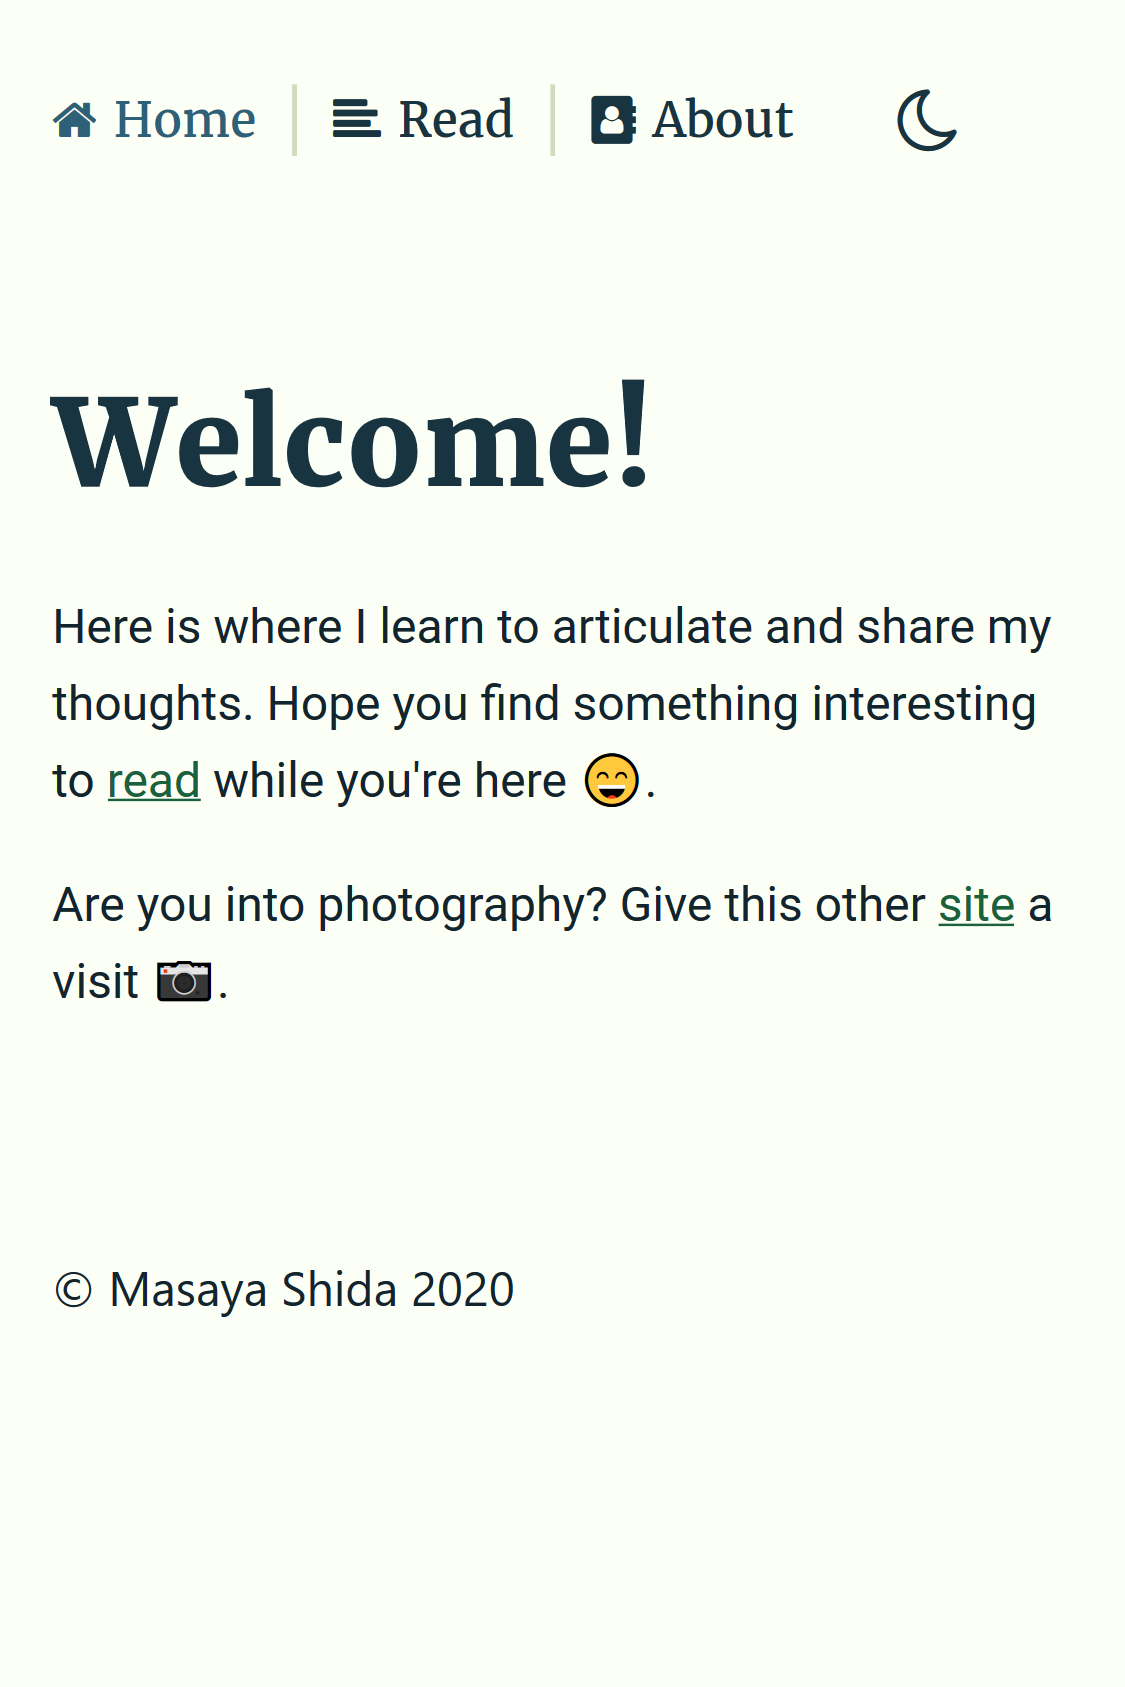 Home Read About
Welcome!
Here is where I learn to articulate and share my
thoughts. Hope you find something interesting
to read while you're here 😄.
Are you into photography? Give this other site a
visit 📷.
© Masaya Shida 2020